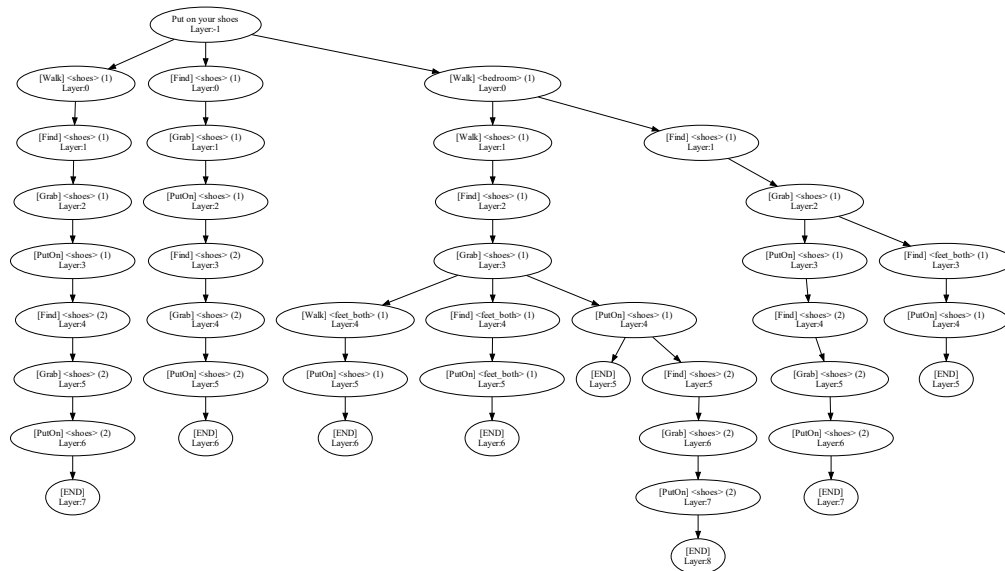 Put on your shoes
Layer:-1
[Walk] <shoes> (1)
Layer:0
[Find] <shoes> (1)
Layer:0
[Walk] <bedroom> (1)
Layer:0
[Find] <shoes> (1)
Layer:1
[Grab] <shoes> (1)
Layer:1
[Walk] <shoes> (1)
Layer:1
[Find] <shoes> (1)
Layer:1
[Grab] <shoes> (1)
Layer:2
[PutOn] <shoes> (1)
Layer:2
[Find] <shoes> (1)
Layer:2
[Grab] <shoes> (1)
Layer:2
[PutOn] <shoes> (1)
Layer:3
[Find] <shoes> (2)
Layer:3
[Grab] <shoes> (1)
Layer:3
[PutOn] <shoes> (1)
Layer:3
[Find] <feet_both> (1)
Layer:3
[Find] <shoes> (2)
Layer:4
[Grab] <shoes> (2)
Layer:4
[Walk] <feet_both> (1)
Layer:4
[Find] <feet_both> (1)
Layer:4
[PutOn] <shoes> (1)
Layer:4
[Find] <shoes> (2)
Layer:4
[PutOn] <shoes> (1)
Layer:4
[Grab] <shoes> (2)
Layer:5
[PutOn] <shoes> (2)
Layer:5
[PutOn] <shoes> (1)
Layer:5
[PutOn] <feet_both> (1)
Layer:5
[END]
Layer:5
[Find] <shoes> (2)
Layer:5
[Grab] <shoes> (2)
Layer:5
[END]
Layer:5
[PutOn] <shoes> (2)
Layer:6
[END]
Layer:6
[END]
Layer:6
[END]
Layer:6
[Grab] <shoes> (2)
Layer:6
[PutOn] <shoes> (2)
Layer:6
[END]
Layer:7
[PutOn] <shoes> (2)
Layer:7
[END]
Layer:7
[END]
Layer:8